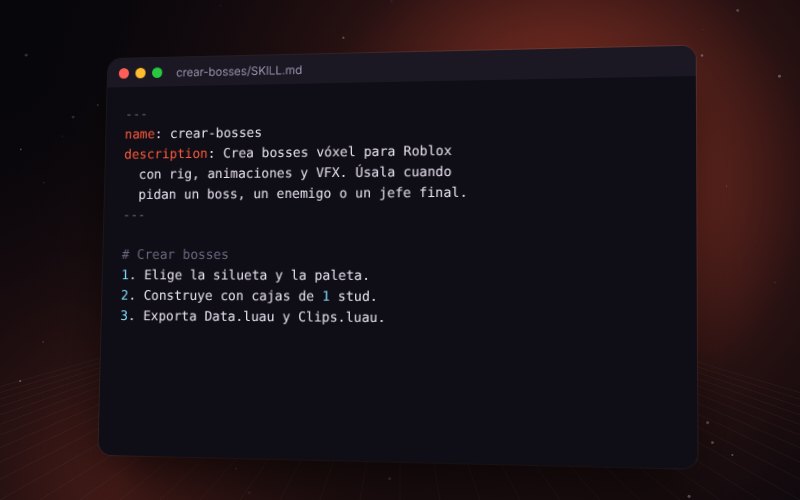 crear-bosses/SKILL.md
---
name: crear-bosses
description: Crea bosses vóxel para Roblox
con rig, animaciones y VFX. Úsala cuando
pidan un boss, un enemigo o un jefe final.
---
# Crear bosses
1. Elige la silueta y la paleta.
2. Construye con cajas de 1 stud.
3. Exporta Data.luau y Clips.luau.